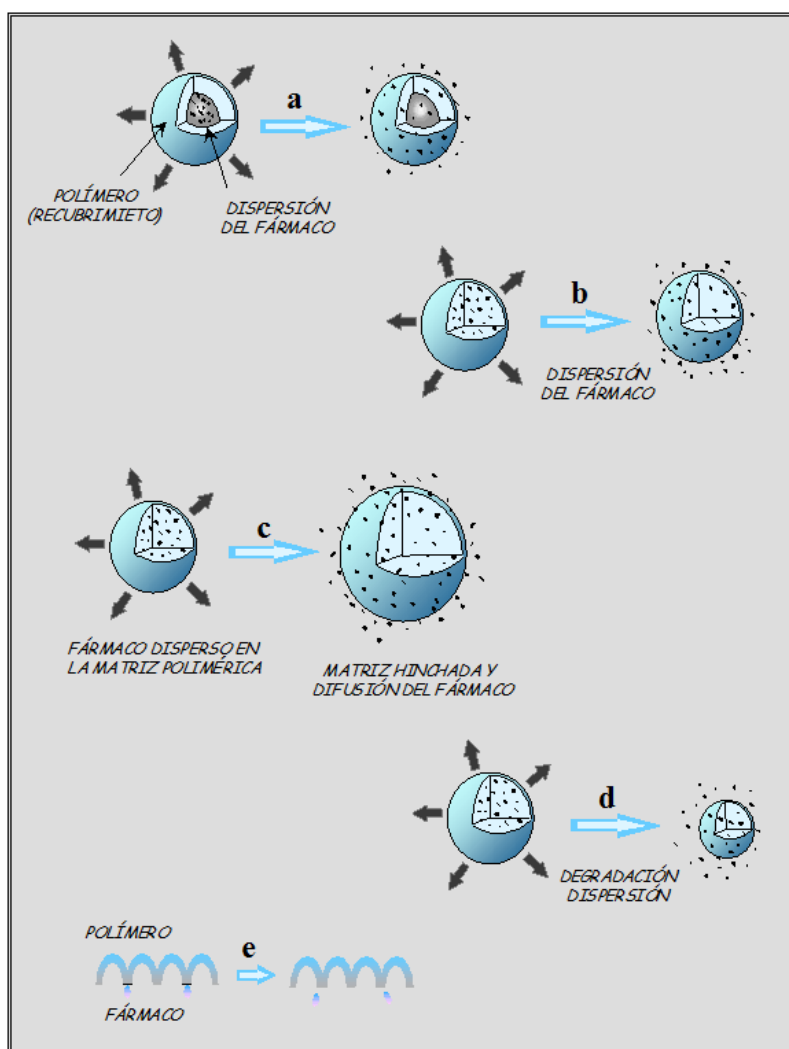 a
POLÍMERO
(RECUBRIMIETO)
DISPERSIÓN
DEL FÁRMACO
b
DISPERSIÓN
DEL FÁRMACO
c
FÁRMACO DISPERSO EN
LA MATRIZ POLIMÉRICA
MATRIZ HINCHADA Y
DIFUSIÓN DEL FÁRMACO
d
DEGRADACIÓN
DISPERSIÓN
POLÍMERO
e
FÁRMACO